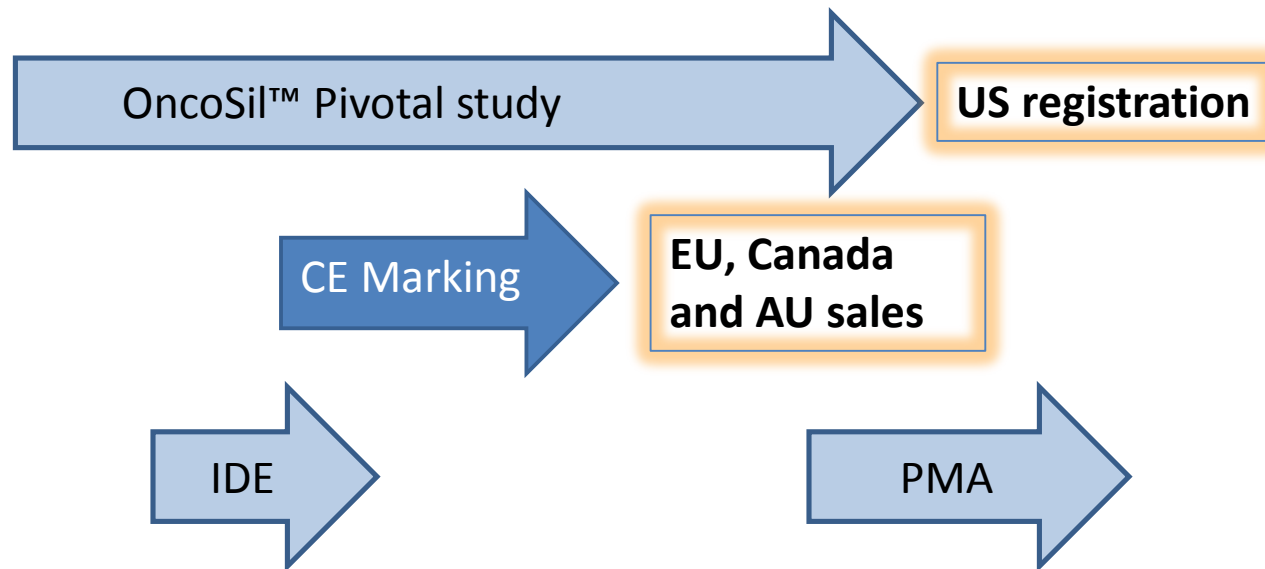 OncoSil™ Pivotal study
US registration
CE Marking
EU, Canada
and AU sales
IDE
PMA